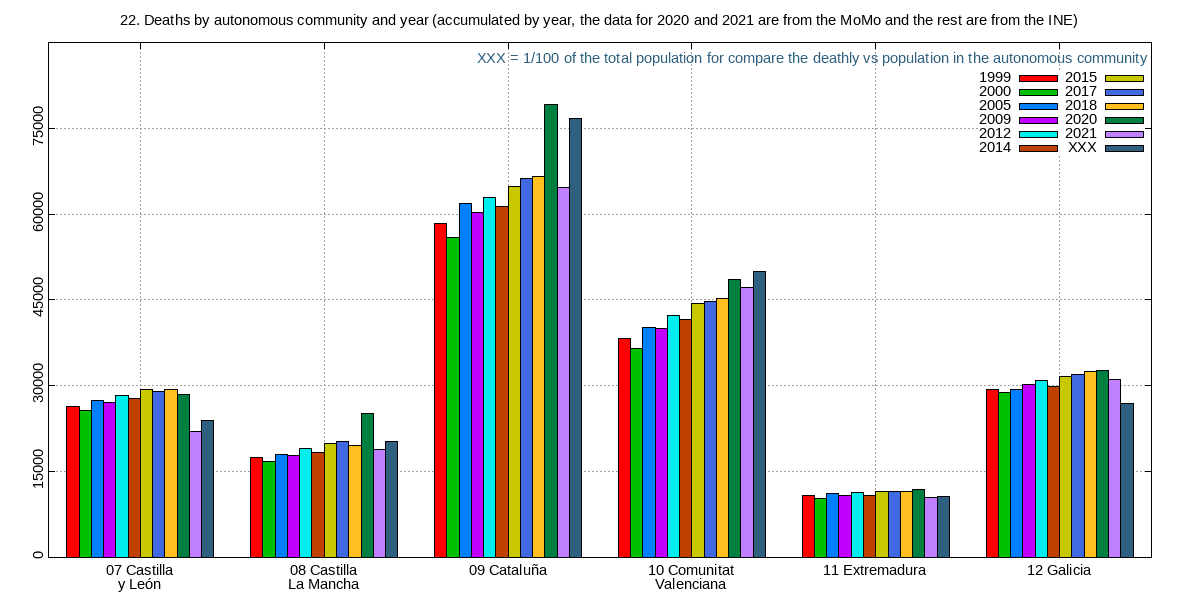 22. Deaths by autonomous community and year (accumulated by year, the data for 2020 and 2021 are from the MoMo and the rest are from the INE)
XXX = 1/100 of the total population for compare the deathly vs population in the autonomous community
1999 2015
2000 2017
2005 2018
2009 2020
2012 2021
2014 XXX
75000
60000
45000
30000
15000
0
07 Castilla
y León
08 Castilla
La Mancha
09 Cataluña
10 Comunitat
Valenciana
11 Extremadura
12 Galicia